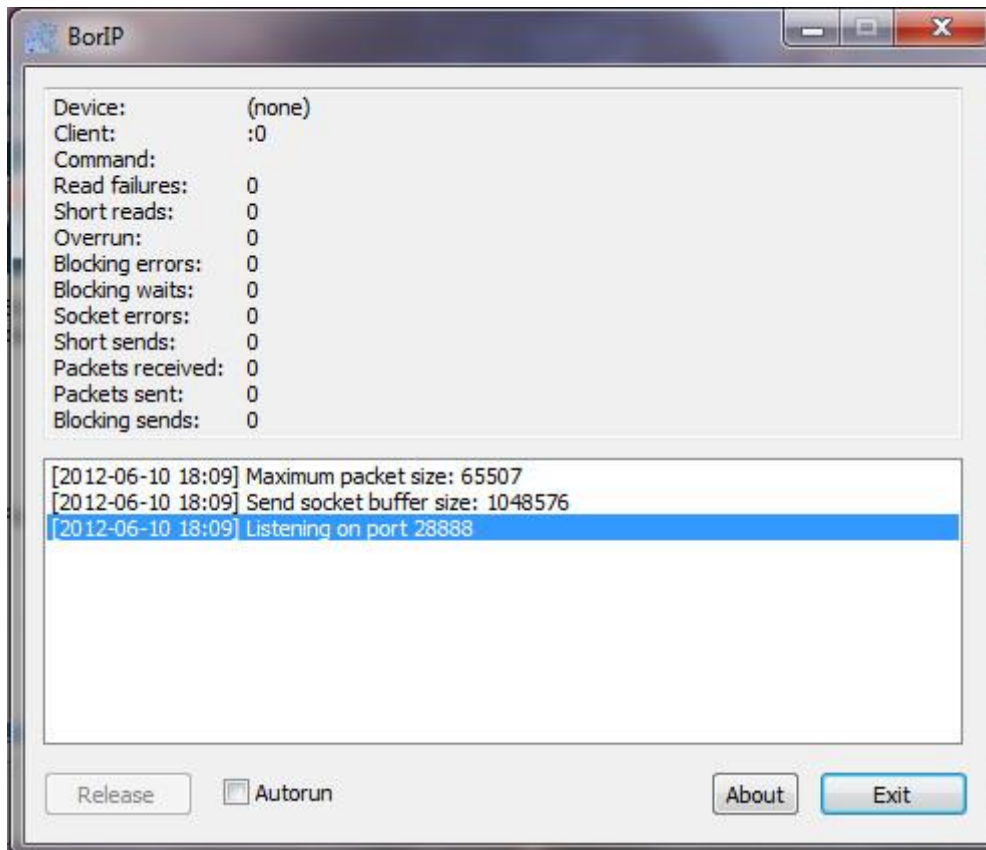 BorIP
Device: (none)
Client: :0
Command:
Read failures: 0
Short reads: 0
Overrun: 0
Blocking errors: 0
Blocking waits: 0
Socket errors: 0
Short sends: 0
Packets received: 0
Packets sent: 0
Blocking sends: 0
[2012-06-10 18:09] Maximum packet size: 65507
[2012-06-10 18:09] Send socket buffer size: 1048576
[2012-06-10 18:09] Listening on port 28888
Release Autorun About Exit